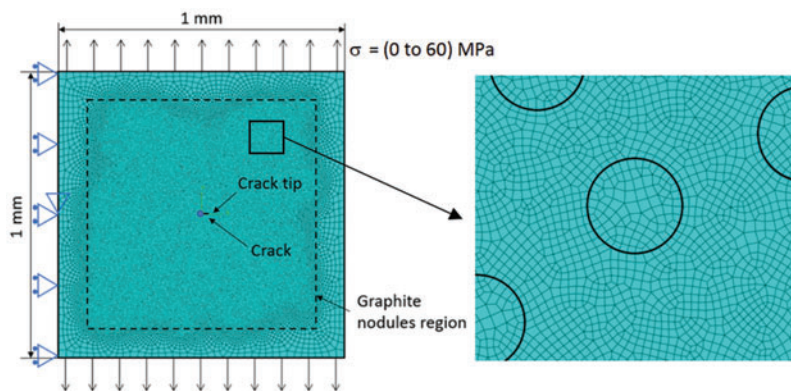 1 mm
σ = (0 to 60) MPa
1 mm
Crack tip
Crack
Graphite
nodules region